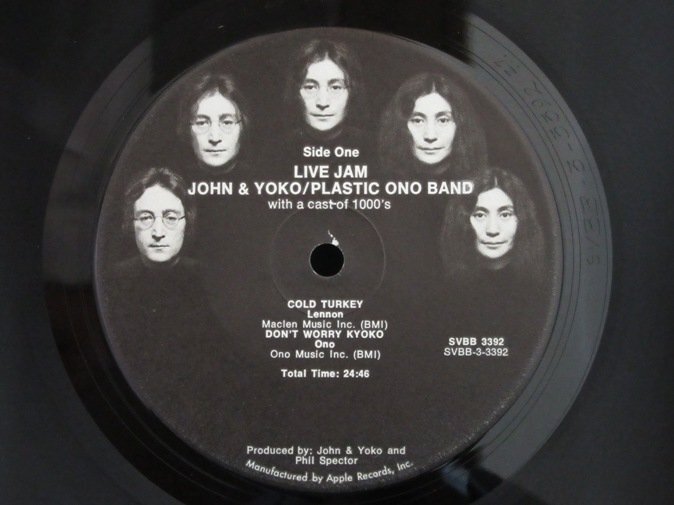 Side One
LIVE JAM
JOHN & YOKO/PLASTIC ONO BAND
with a cast of 1000's
COLD TURKEY
Lennon
Maclen Music Inc. (BMI)
DON'T WORRY KYOKO
Ono
Ono Music Inc. (BMI)
Total Time: 24:46
SVBB 3392
SVBB-3-3392
Produced by: John & Yoko and
Phil Spector
Manufactured by Apple Records, Inc.